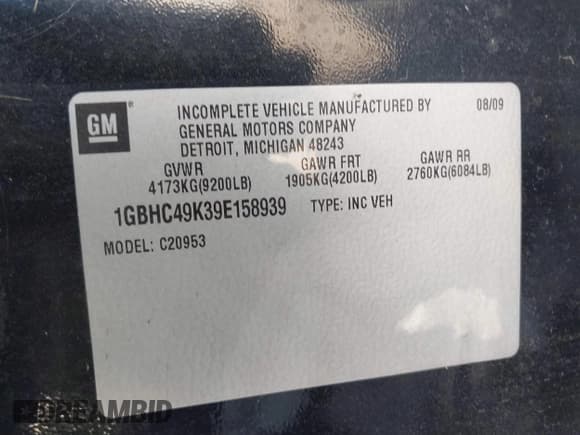 GM ® INCOMPLETE VEHICLE MANUFACTURED BY 08/09
GENERAL MOTORS COMPANY
DETROIT, MICHIGAN 48243
GVWR GAWR FRT GAWR RR
4173KG(9200LB) 1905KG(4200LB) 2760KG(6084LB)
1GBHC49K39E158939 TYPE: INC VEH
MODEL: C20953
DREAMBID